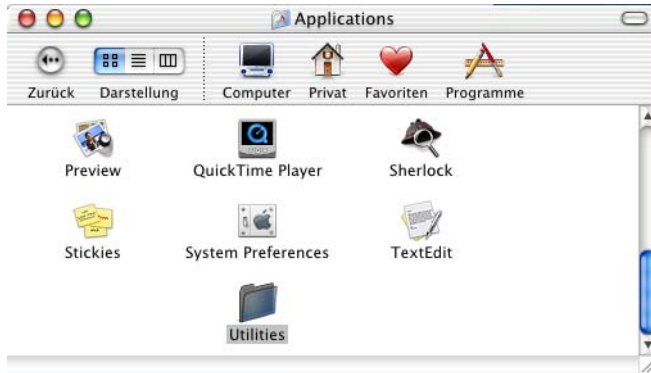 Applications
Zurück Darstellung Computer Privat Favoriten Programme
Preview QuickTime Player Sherlock
Stickies System Preferences TextEdit
Utilities